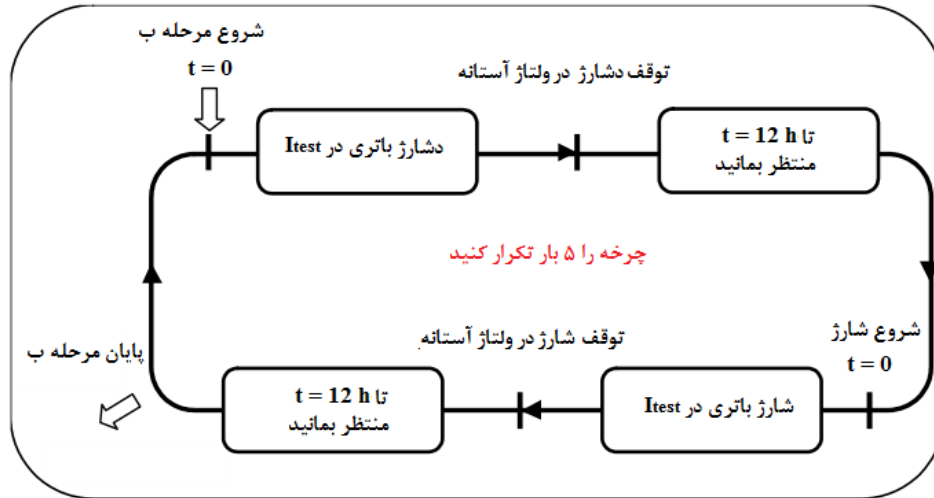 شروع مرحله ب
t = 0
توقف دشارژ در ولتاژ آستانه
دشارژ باتری در Itest
تا t = 12 h
منتظر بمانید
چرخه را ۵ بار تکرار کنید
شروع شارژ
t = 0
توقف شارژ در ولتاژ آستانه
پایان مرحله ب
تا t = 12 h
منتظر بمانید
شارژ باتری در Itest